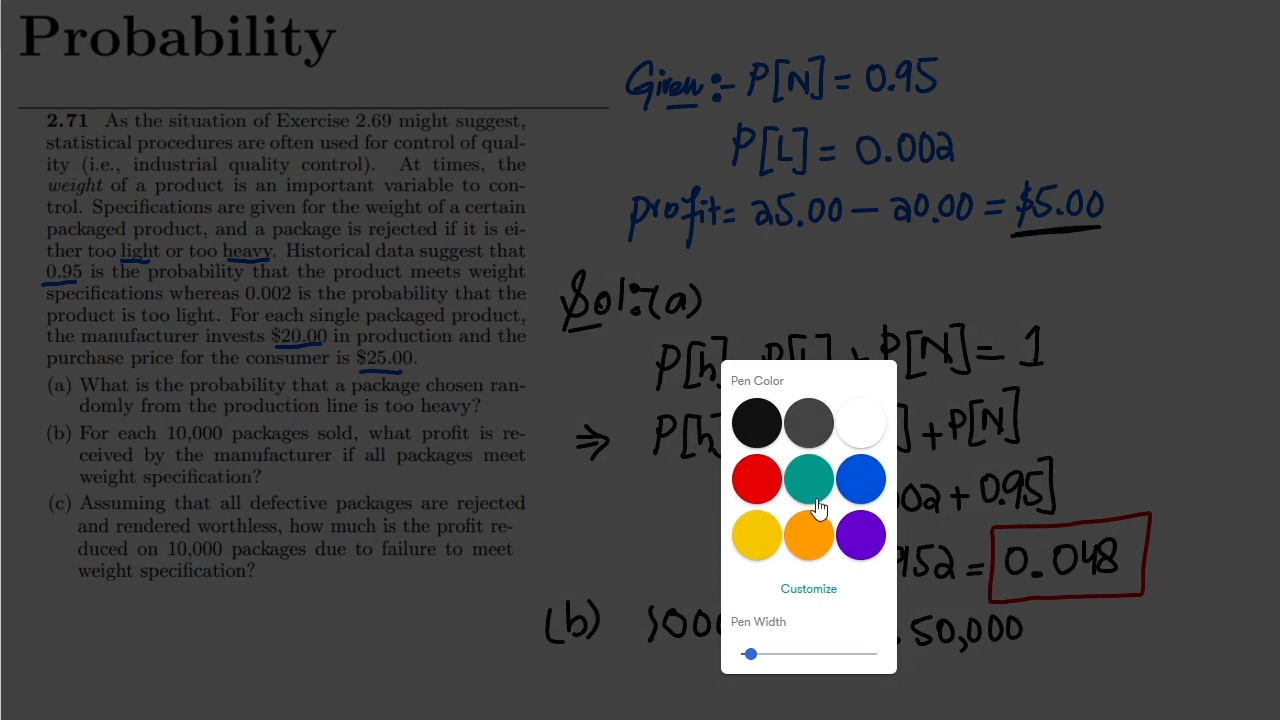 Probability
2.71 As the situation of Exercise 2.69 might suggest,
statistical procedures are often used for control of qual-
ity (i.e., industrial quality control). At times, the
weight of a product is an important variable to con-
trol. Specifications are given for the weight of a certain
packaged product, and a package is rejected if it is ei-
ther too light or too heavy. Historical data suggest that
0.95 is the probability that the product meets weight
specifications whereas 0.002 is the probability that the
product is too light. For each single packaged product,
the manufacturer invests $20.00 in production and the
purchase price for the consumer is $25.00.
(a) What is the probability that a package chosen ran-
domly from the production line is too heavy?
(b) For each 10,000 packages sold, what profit is re-
ceived by the manufacturer if all packages meet
weight specification?
(c) Assuming that all defective packages are rejected
and rendered worthless, how much is the profit re-
duced on 10,000 packages due to failure to meet
weight specification?
Given :- P[N] = 0.95
P[L] = 0.002
Profit = 25.00 - 20.00 = $5.00
Sol:(a)
P[h] P[L] + P[N] = 1
⇒ P[h] ] + P[N]
002 + 0.95]
952 = 0.048
(b) 1000 50,000
Pen Color
Customize
Pen Width